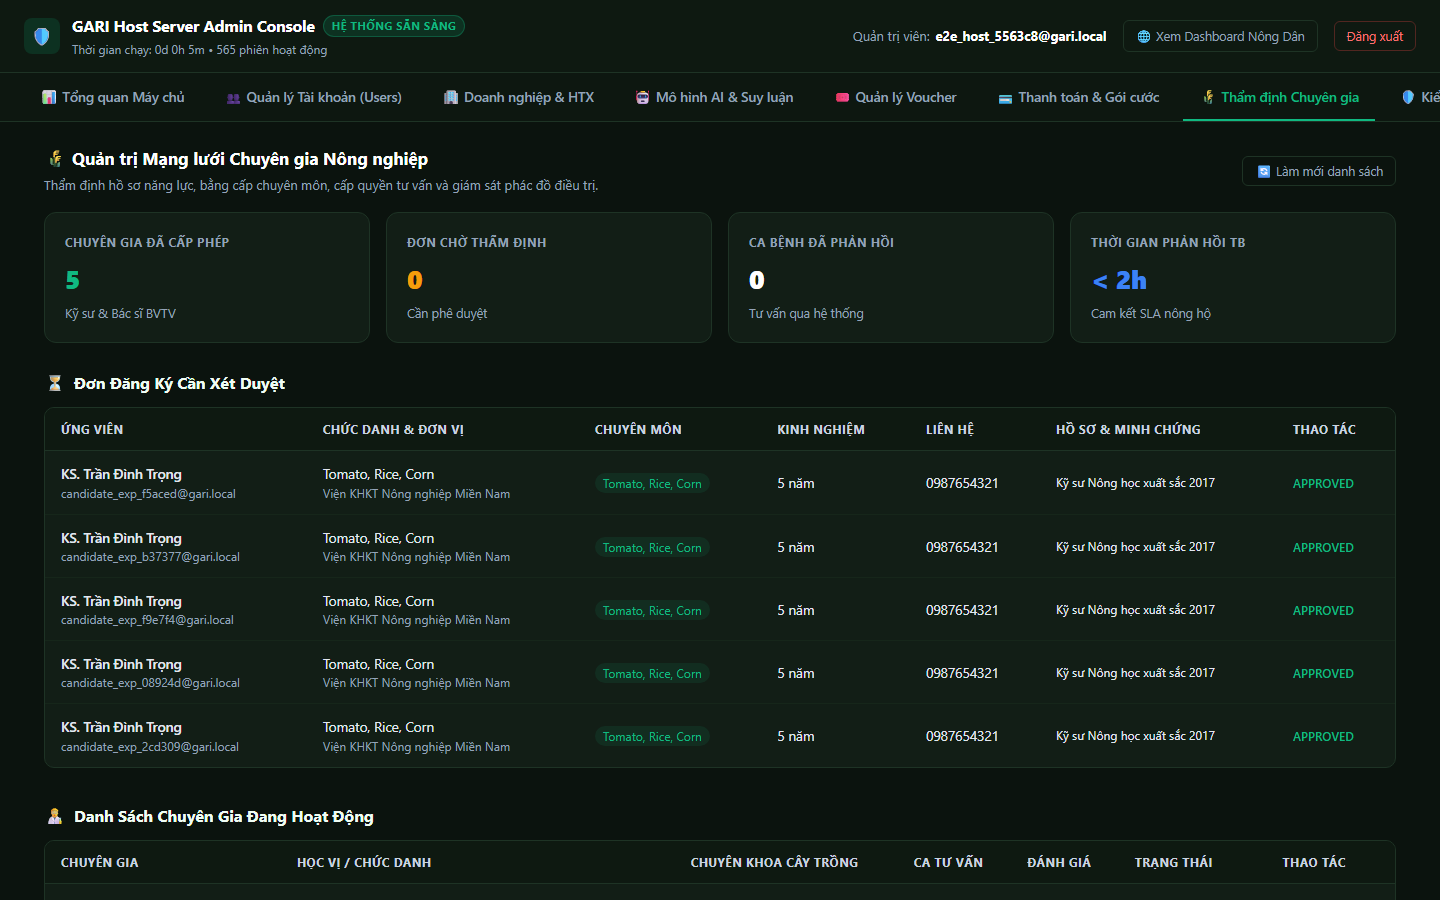 GARI Host Server Admin Console
HỆ THỐNG SẴN SÀNG
Thời gian chạy: 0d 0h 5m • 565 phiên hoạt động
Quản trị viên: e2e_host_5563c8@gari.local
Xem Dashboard Nông Dân
Đăng xuất
Tổng quan Máy chủ
Quản lý Tài khoản (Users)
Doanh nghiệp & HTX
Mô hình AI & Suy luận
Quản lý Voucher
Thanh toán & Gói cước
Thẩm định Chuyên gia
Kiể
Quản trị Mạng lưới Chuyên gia Nông nghiệp
Thẩm định hồ sơ năng lực, bằng cấp chuyên môn, cấp quyền tư vấn và giám sát phác đồ điều trị.
Làm mới danh sách
CHUYÊN GIA ĐÃ CẤP PHÉP
5
Kỹ sư & Bác sĩ BVTV
ĐƠN CHỜ THẨM ĐỊNH
0
Cần phê duyệt
CA BỆNH ĐÃ PHẢN HỒI
0
Tư vấn qua hệ thống
THỜI GIAN PHẢN HỒI TB
< 2h
Cam kết SLA nông hộ
Đơn Đăng Ký Cần Xét Duyệt
ỨNG VIÊN CHỨC DANH & ĐƠN VỊ CHUYÊN MÔN KINH NGHIỆM LIÊN HỆ HỒ SƠ & MINH CHỨNG THAO TÁC
KS. Trần Đình Trọng Tomato, Rice, Corn
candidate_exp_f5aced@gari.local Viện KHKT Nông nghiệp Miền Nam
Tomato, Rice, Corn 5 năm 0987654321 Kỹ sư Nông học xuất sắc 2017 APPROVED
KS. Trần Đình Trọng Tomato, Rice, Corn
candidate_exp_b37377@gari.local Viện KHKT Nông nghiệp Miền Nam
Tomato, Rice, Corn 5 năm 0987654321 Kỹ sư Nông học xuất sắc 2017 APPROVED
KS. Trần Đình Trọng Tomato, Rice, Corn
candidate_exp_f9e7f4@gari.local Viện KHKT Nông nghiệp Miền Nam
Tomato, Rice, Corn 5 năm 0987654321 Kỹ sư Nông học xuất sắc 2017 APPROVED
KS. Trần Đình Trọng Tomato, Rice, Corn
candidate_exp_08924d@gari.local Viện KHKT Nông nghiệp Miền Nam
Tomato, Rice, Corn 5 năm 0987654321 Kỹ sư Nông học xuất sắc 2017 APPROVED
KS. Trần Đình Trọng Tomato, Rice, Corn
candidate_exp_2cd309@gari.local Viện KHKT Nông nghiệp Miền Nam
Tomato, Rice, Corn 5 năm 0987654321 Kỹ sư Nông học xuất sắc 2017 APPROVED
Danh Sách Chuyên Gia Đang Hoạt Động
CHUYÊN GIA HỌC VỊ / CHỨC DANH CHUYÊN KHOA CÂY TRỒNG CA TƯ VẤN ĐÁNH GIÁ TRẠNG THÁI THAO TÁC